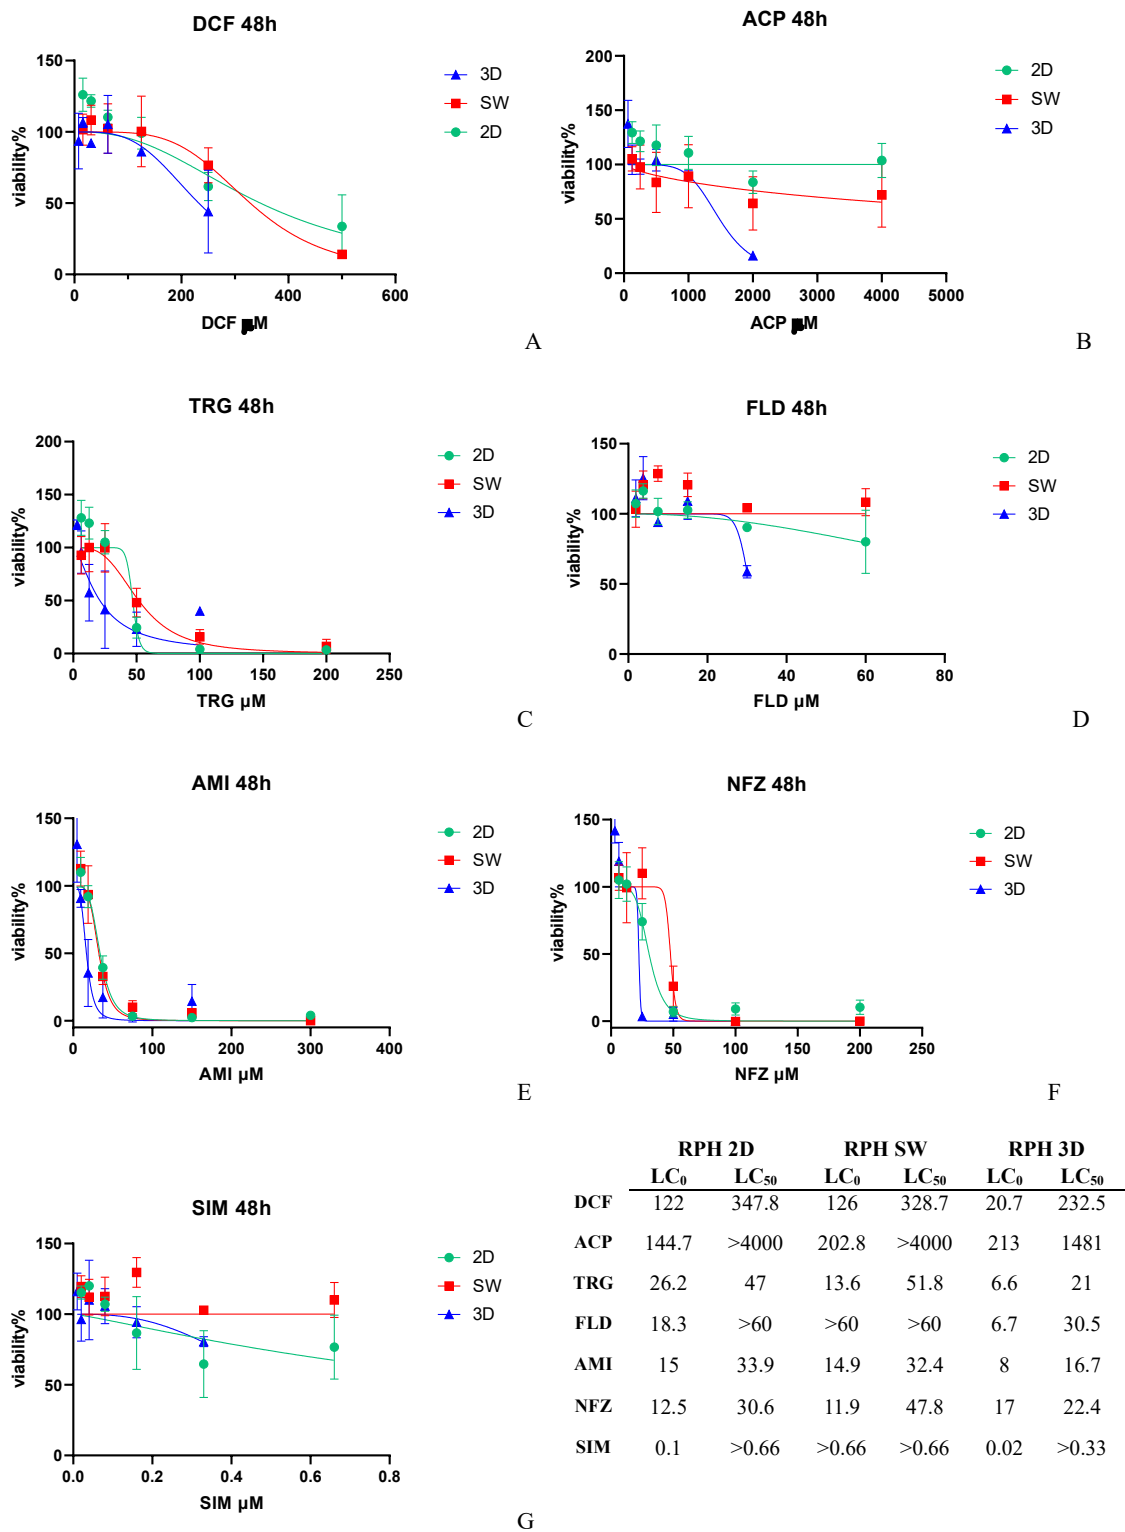 DCF 48h
150
100
50
0
viability%
0
200
400
600
DCF µM
3D
SW
2D
A
ACP 48h
200
150
100
50
0
viability%
0
1000
2000
3000
4000
5000
ACP µM
2D
SW
3D
B
TRG 48h
200
150
100
50
0
viability%
0
50
100
150
200
250
TRG µM
2D
SW
3D
C
FLD 48h
150
100
50
0
viability%
0
20
40
60
80
FLD µM
2D
SW
3D
D
AMI 48h
150
100
50
0
viability%
0
100
200
300
400
AMI µM
2D
SW
3D
E
NFZ 48h
150
100
50
0
viability%
0
50
100
150
200
250
NFZ µM
2D
SW
3D
F
SIM 48h
150
100
50
0
viability%
0.0
0.2
0.4
0.6
0.8
SIM µM
2D
SW
3D
G
RPH 2D RPH SW RPH 3D
LC₀ LC₅₀ LC₀ LC₅₀ LC₀ LC₅₀
DCF 122 347.8 126 328.7 20.7 232.5
ACP 144.7 >4000 202.8 >4000 213 1481
TRG 26.2 47 13.6 51.8 6.6 21
FLD 18.3 >60 >60 >60 6.7 30.5
AMI 15 33.9 14.9 32.4 8 16.7
NFZ 12.5 30.6 11.9 47.8 17 22.4
SIM 0.1 >0.66 >0.66 >0.66 0.02 >0.33